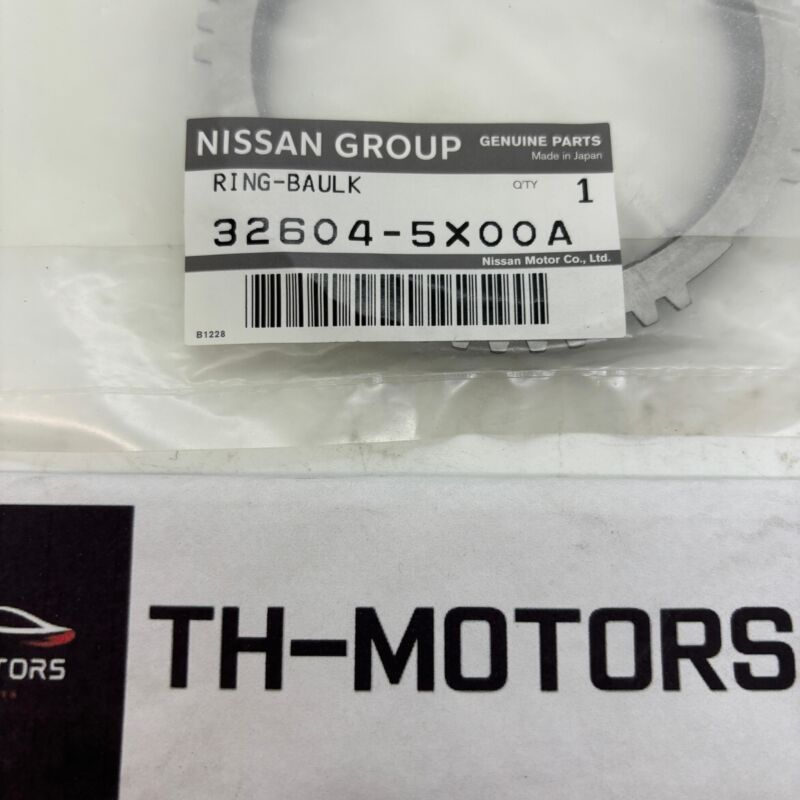 NISSAN GROUP GENUINE PARTS
Made in Japan
RING-BAULK Q'TY 1
32604-5X00A
Nissan Motor Co., Ltd.
B1228
TH-MOTORS
TORS